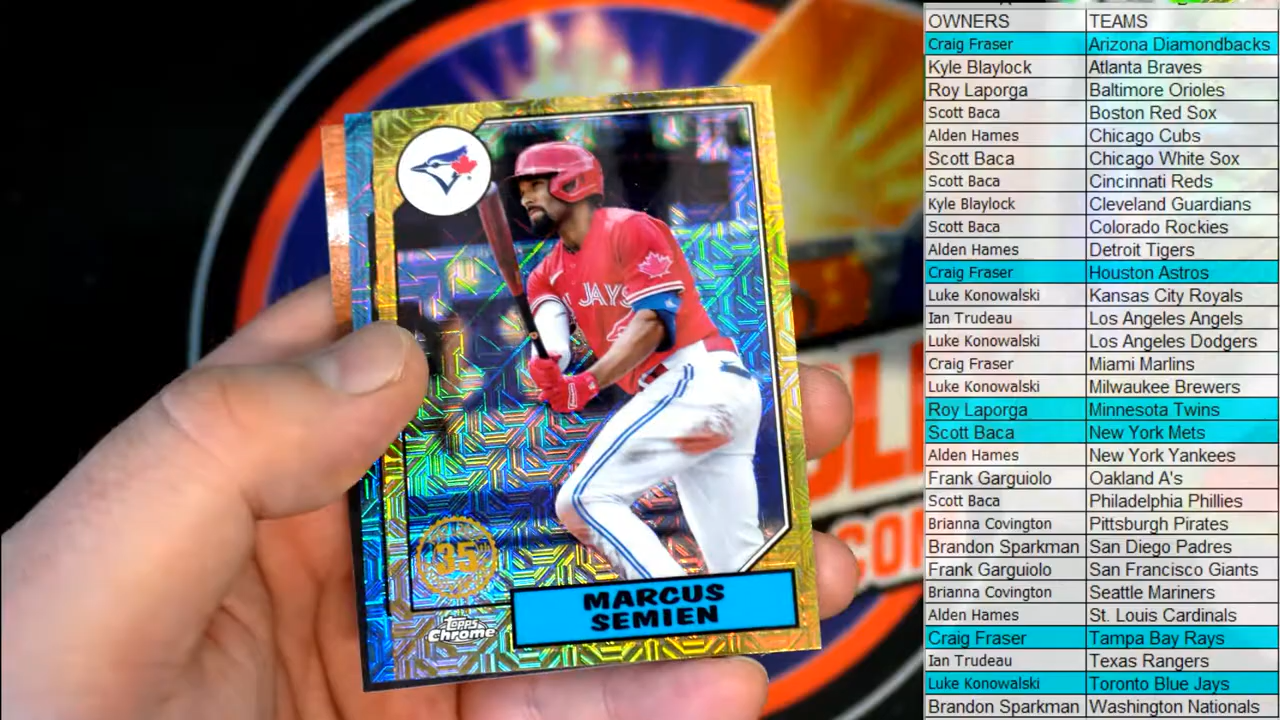 OWNERS TEAMS
Craig Fraser Arizona Diamondbacks
Kyle Blaylock Atlanta Braves
Roy Laporga Baltimore Orioles
Scott Baca Boston Red Sox
Alden Hames Chicago Cubs
Scott Baca Chicago White Sox
Scott Baca Cincinnati Reds
Kyle Blaylock Cleveland Guardians
Scott Baca Colorado Rockies
Alden Hames Detroit Tigers
Craig Fraser Houston Astros
Luke Konowalski Kansas City Royals
Ian Trudeau Los Angeles Angels
Luke Konowalski Los Angeles Dodgers
Craig Fraser Miami Marlins
Luke Konowalski Milwaukee Brewers
Roy Laporga Minnesota Twins
Scott Baca New York Mets
Alden Hames New York Yankees
Frank Garguiolo Oakland A's
Scott Baca Philadelphia Phillies
Brianna Covington Pittsburgh Pirates
Brandon Sparkman San Diego Padres
Frank Garguiolo San Francisco Giants
Brianna Covington Seattle Mariners
Alden Hames St. Louis Cardinals
Craig Fraser Tampa Bay Rays
Ian Trudeau Texas Rangers
Luke Konowalski Toronto Blue Jays
Brandon Sparkman Washington Nationals
JAYS
35
Topps
Chrome
MARCUS
SEMIEN